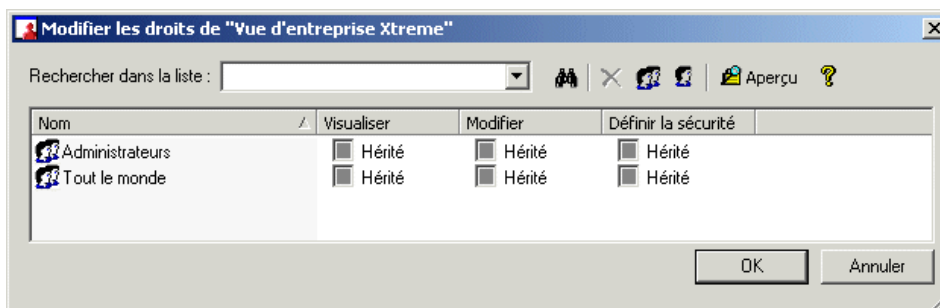 Modifier les droits de "Vue d'entreprise Xtreme"
Rechercher dans la liste :
Aperçu
Nom Visualiser Modifier Définir la sécurité
Administrateurs Hérité Hérité Hérité
Tout le monde Hérité Hérité Hérité
OK Annuler